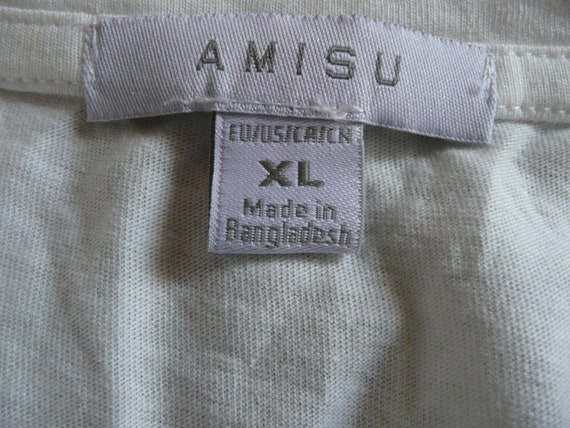 AMISU
EU/US/CA/CN
XL
Made in
Bangladesh